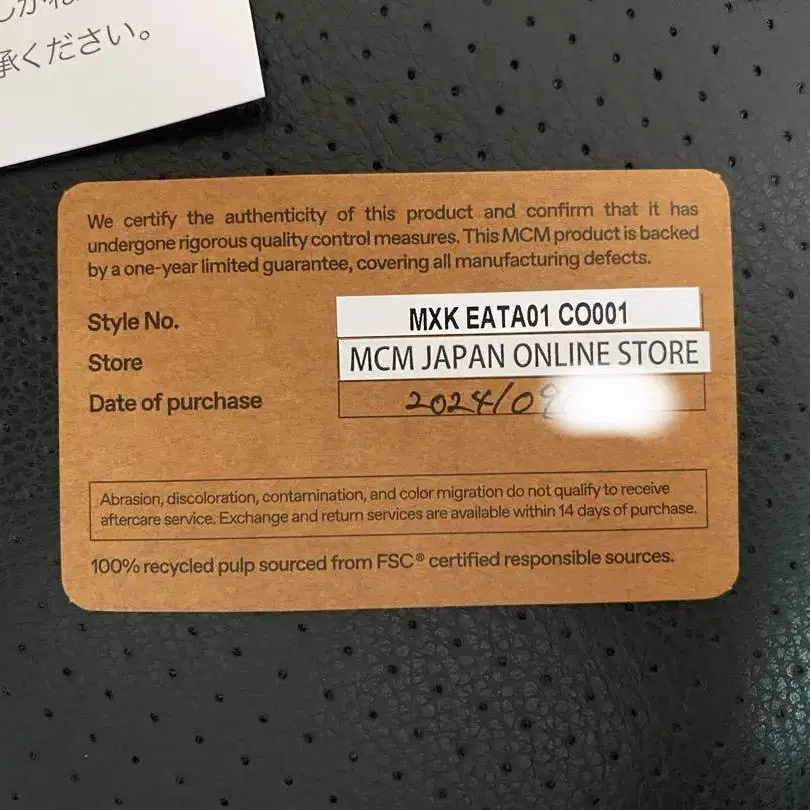 承ください。
We certify the authenticity of this product and confirm that it has
undergone rigorous quality control measures. This MCM product is backed
by a one-year limited guarantee, covering all manufacturing defects.
Style No. MXK EATA01 CO001
Store MCM JAPAN ONLINE STORE
Date of purchase 2024/09
Abrasion, discoloration, contamination, and color migration do not qualify to receive
aftercare service. Exchange and return services are available within 14 days of purchase.
100% recycled pulp sourced from FSC® certified responsible sources.